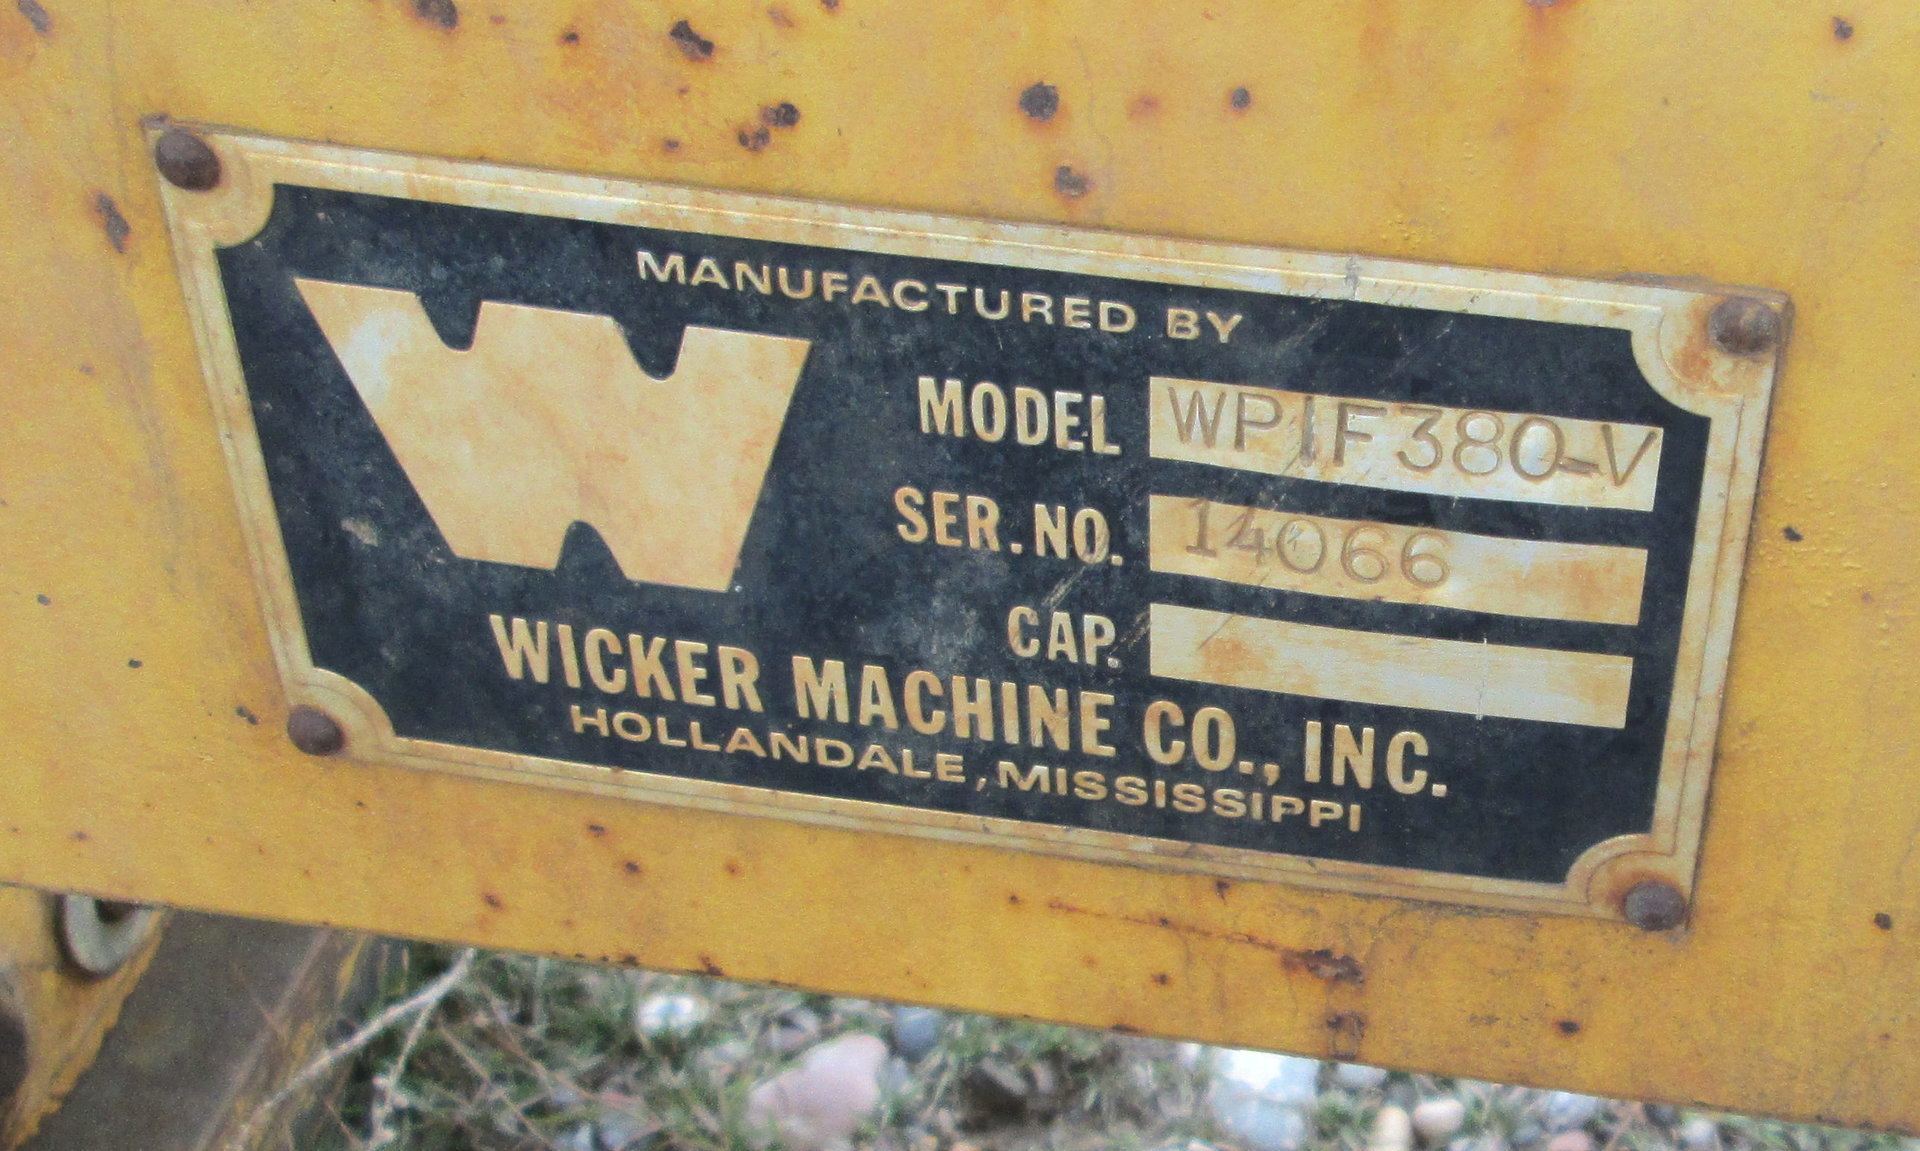 MANUFACTURED BY
W
MODEL WPIF380-V
SER. NO. 14066
CAP.
WICKER MACHINE CO., INC.
HOLLANDALE, MISSISSIPPI